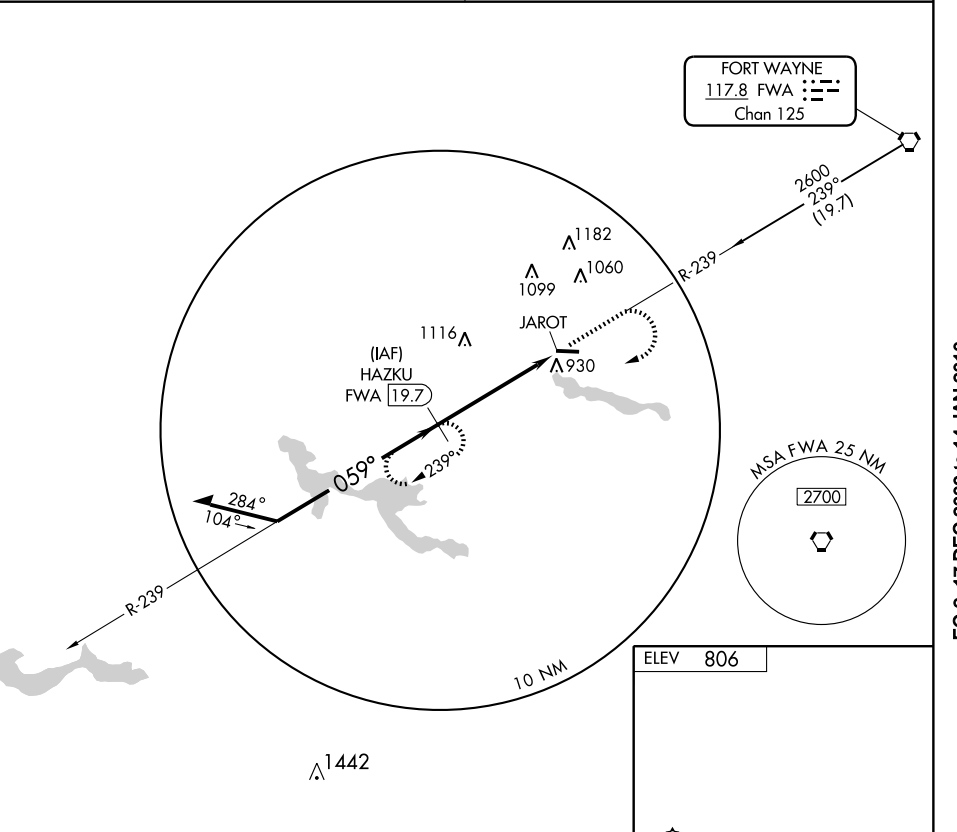 FORT WAYNE
117.8 FWA
Chan 125
2600
239°
(19.7)
R-239
1182
1060
1099
JAROT
1116
930
(IAF)
HAZKU
FWA 19.7
239°
059°
284°
104°
R-239
MSA FWA 25 NM
2700
10 NM
ELEV 806
1442